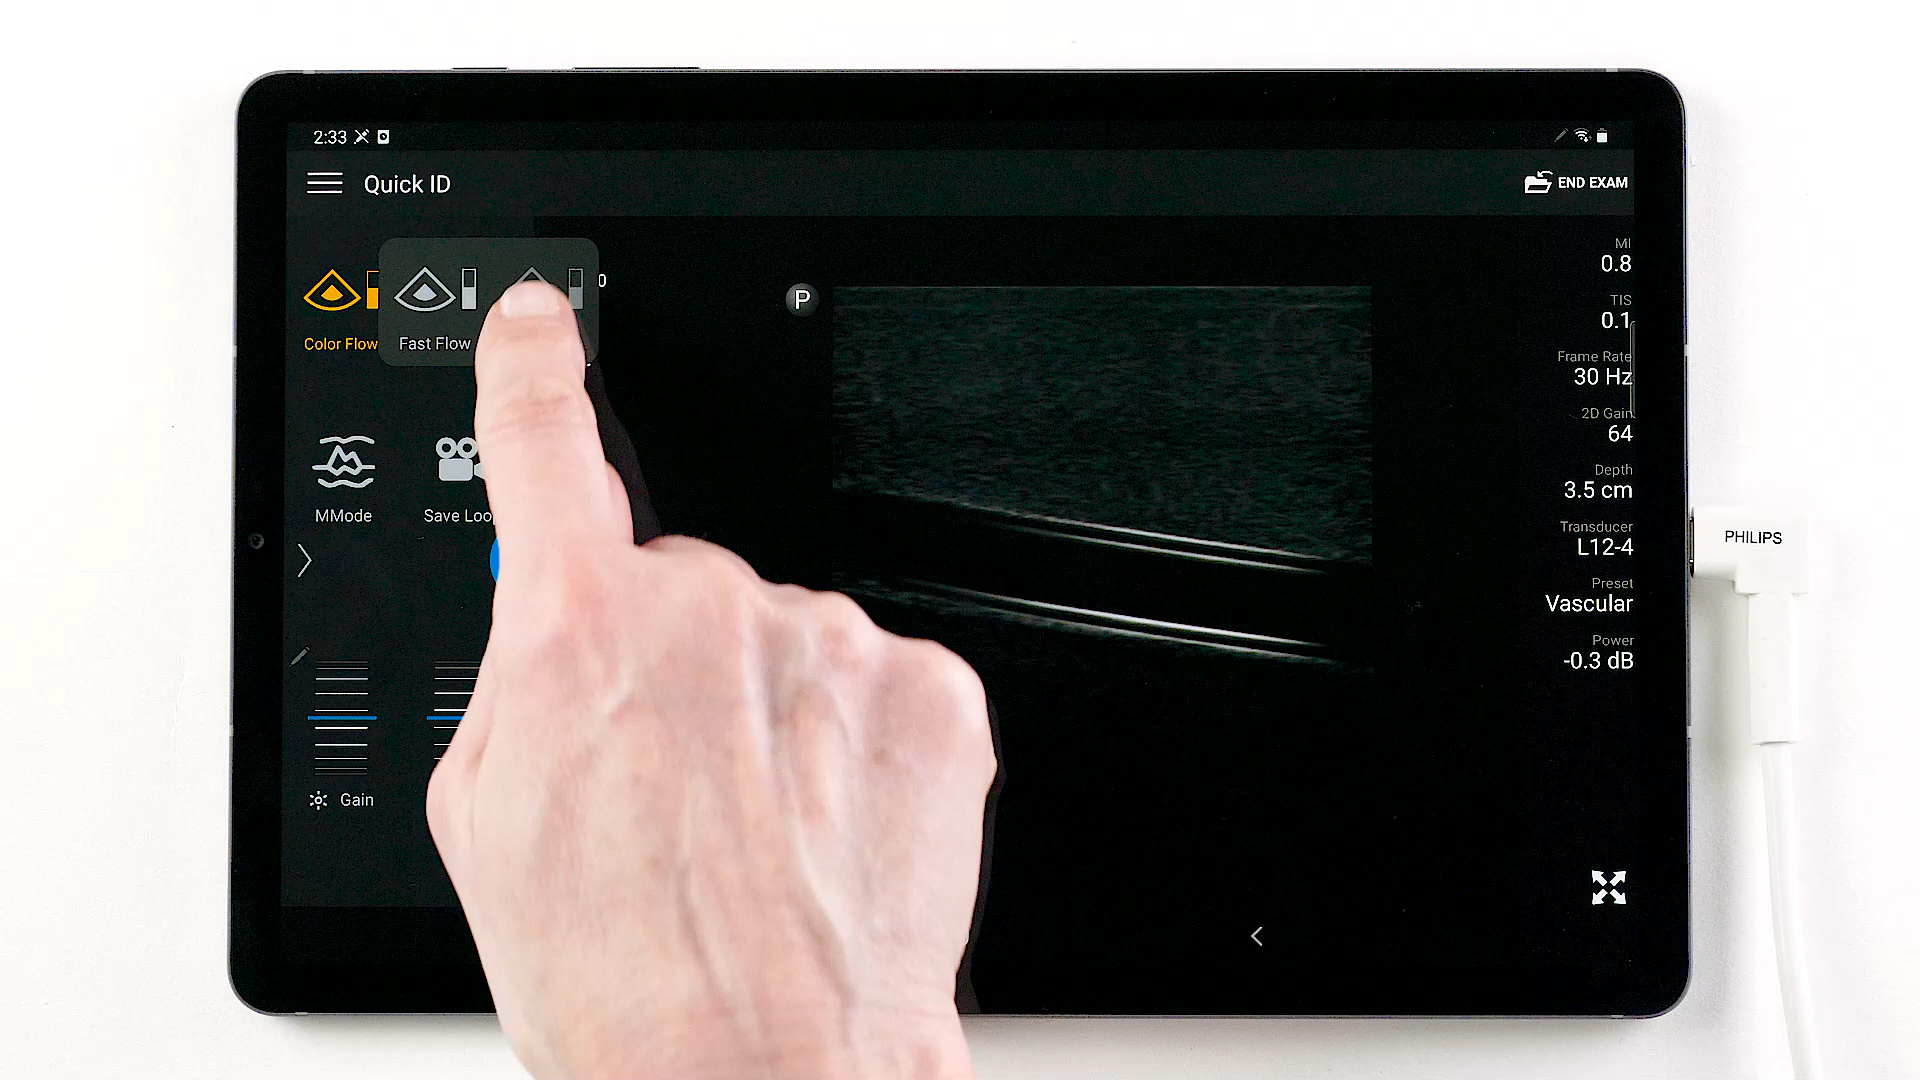 2:33
Quick ID
END EXAM
Color Flow
Fast Flow
0
P
MI
0.8
TIS
0.1
Frame Rate
30 Hz
2D Gain
64
Depth
3.5 cm
Transducer
L12-4
Preset
Vascular
Power
-0.3 dB
MMode
Save Loop
Gain
PHILIPS